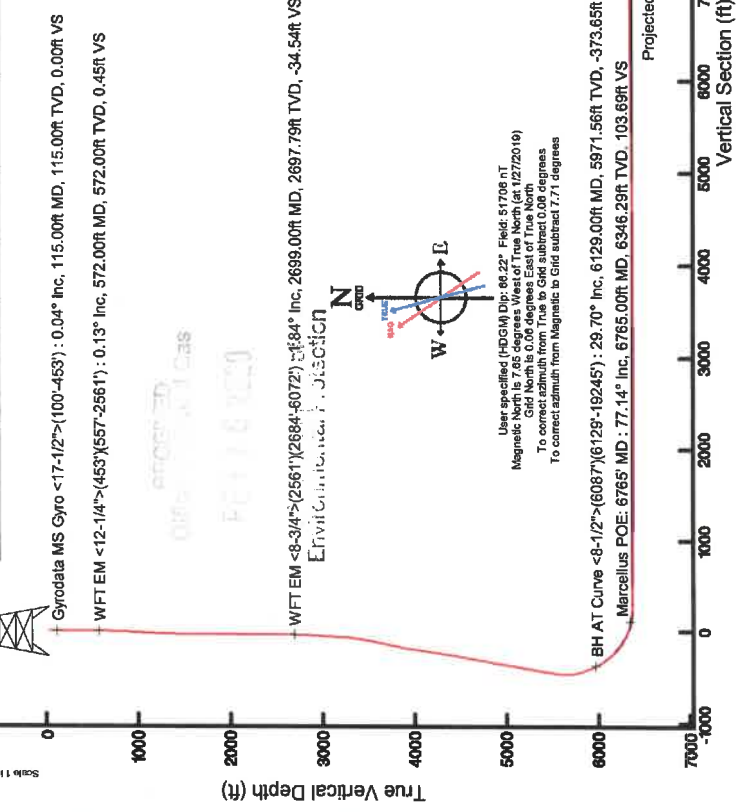 Scale 1
Gyrodata MS Gyro <17-1/2">(100'-453') : 0.04° Inc, 115.00ft MD, 115.00ft TVD, 0.00ft VS
WFT EM <12-1/4">(453')(557'-2561') : 0.13° Inc, 572.00ft MD, 572.00ft TVD, 0.45ft VS
Gas
WFT EM <8-3/4">(2561')(2684'-6072') : 1.84° Inc, 2699.00ft MD, 2697.79ft TVD, -34.54ft VS
Environmental Protection
N
GRID
TRUE
MAG
W
E
User specified (HDGM) Dip: 66.22° Field: 51706 nT
Magnetic North is 7.65 degrees West of True North (at 1/27/2019)
Grid North is 0.06 degrees East of True North
To correct azimuth from True to Grid subtract 0.06 degrees
To correct azimuth from Magnetic to Grid subtract 7.71 degrees
BH AT Curve <8-1/2">(6087')(6129'-19245') : 29.70° Inc, 6129.00ft MD, 5971.56ft TVD, -373.65ft
Marcellus POE: 6765' MD : 77.14° Inc, 6765.00ft MD, 6346.29ft TVD, 103.69ft VS
Projected
True Vertical Depth (ft)
0
1000
2000
3000
4000
5000
6000
7000
-1000
0
1000
2000
3000
4000
5000
6000
7
Vertical Section (ft)